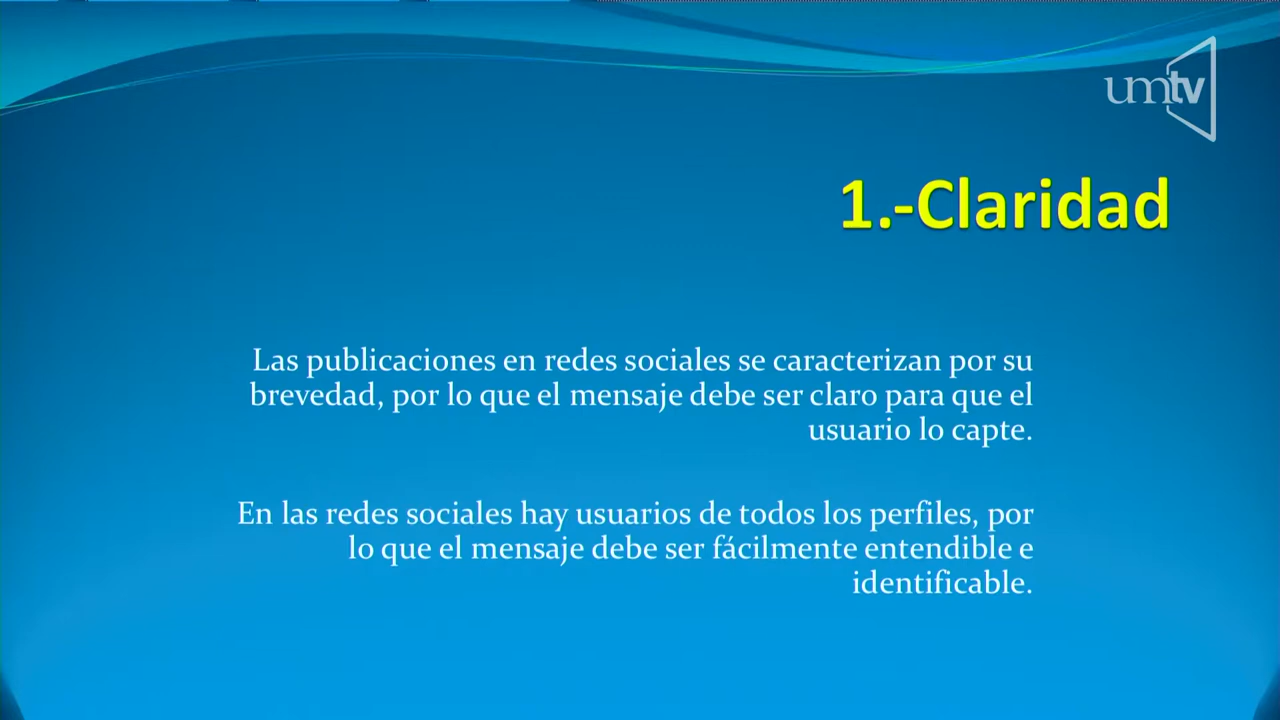 umtv
1.-Claridad
Las publicaciones en redes sociales se caracterizan por su
brevedad, por lo que el mensaje debe ser claro para que el
usuario lo capte.
En las redes sociales hay usuarios de todos los perfiles, por
lo que el mensaje debe ser fácilmente entendible e
identificable.